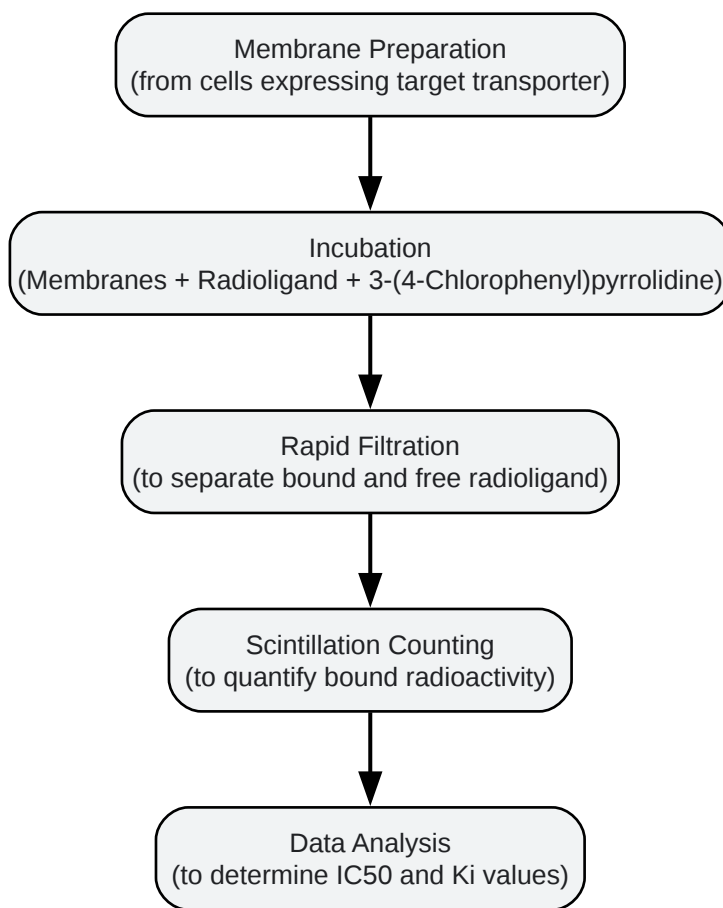 Membrane Preparation
(from cells expressing target transporter)
Incubation
(Membranes + Radioligand + 3-(4-Chlorophenyl)pyrrolidine)
Rapid Filtration
(to separate bound and free radioligand)
Scintillation Counting
(to quantify bound radioactivity)
Data Analysis
(to determine IC50 and Ki values)